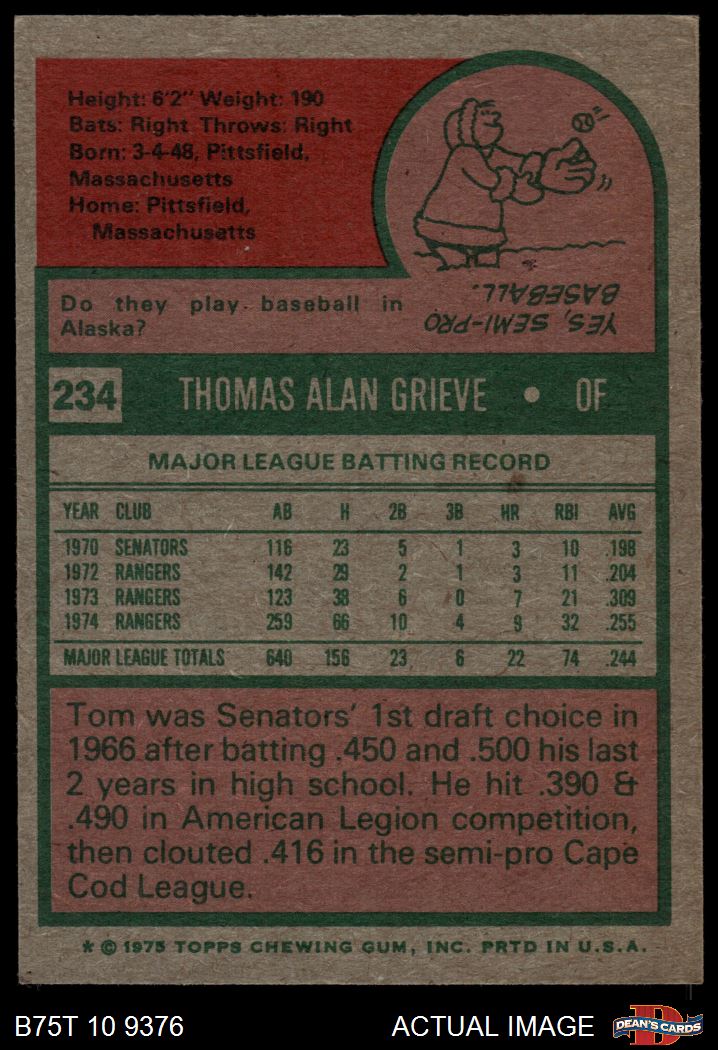 Height: 6'2" Weight: 190
Bats: Right Throws: Right
Born: 3-4-48, Pittsfield,
Massachusetts
Home: Pittsfield,
Massachusetts
Do they play baseball in
Alaska?
YES, SEMI-PRO
BASEBALL.
234 THOMAS ALAN GRIEVE • OF
MAJOR LEAGUE BATTING RECORD
YEAR CLUB AB H 2B 3B HR RBI AVG
1970 SENATORS 116 23 5 1 3 10 .198
1972 RANGERS 142 29 2 1 3 11 .204
1973 RANGERS 123 38 6 0 7 21 .309
1974 RANGERS 259 66 10 4 9 32 .255
MAJOR LEAGUE TOTALS 640 156 23 6 22 74 .244
Tom was Senators' 1st draft choice in
1966 after batting .450 and .500 his last
2 years in high school. He hit .390 &
.490 in American Legion competition,
then clouted .416 in the semi-pro Cape
Cod League.
* © 1975 TOPPS CHEWING GUM, INC. PRTD IN U.S.A.
B75T 10 9376 ACTUAL IMAGE DEAN'S CARDS